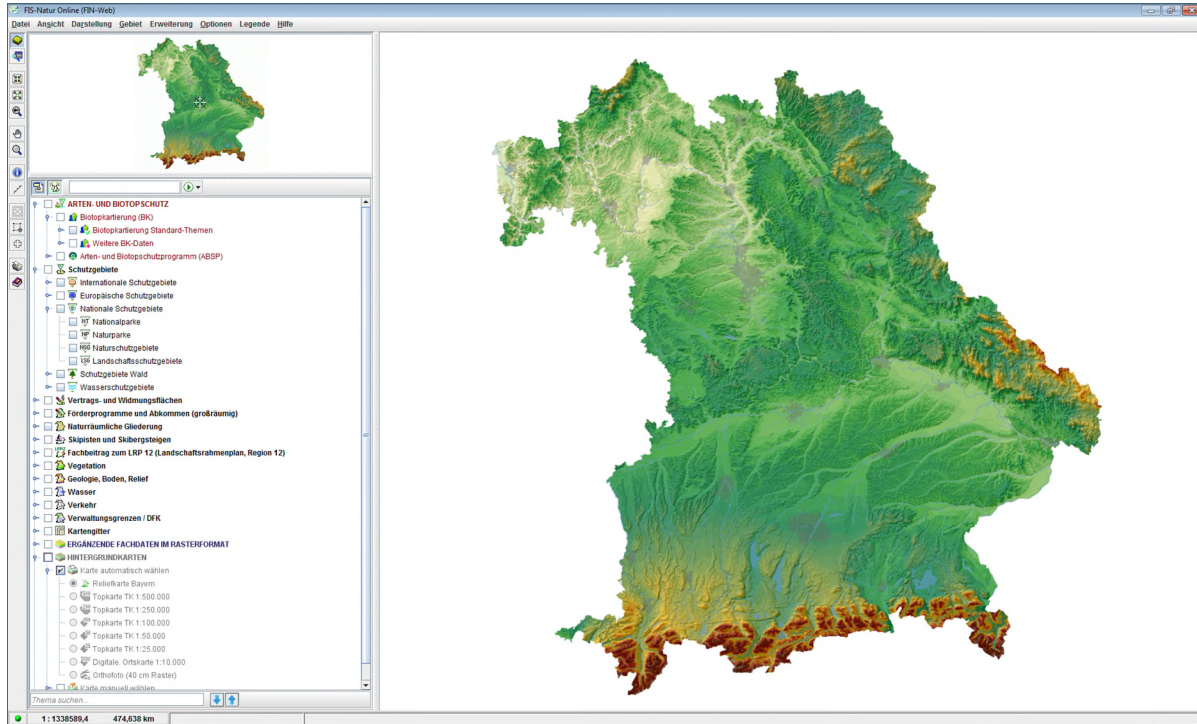 FIS-Natur Online (FIN-Web)
Datei Ansicht Darstellung Gebiet Erweiterung Optionen Legende Hilfe
ARTEN- UND BIOTOPSCHUTZ
Biotopkartierung (BK)
Biotopkartierung Standard-Themen
Weitere BK-Daten
Arten- und Biotopschutzprogramm (ABSP)
Schutzgebiete
Internationale Schutzgebiete
Europäische Schutzgebiete
Nationale Schutzgebiete
NT Nationalparke
NP Naturparke
NSG Naturschutzgebiete
LSG Landschaftsschutzgebiete
Schutzgebiete Wald
Wasserschutzgebiete
Vertrags- und Widmungsflächen
Förderprogramme und Abkommen (großräumig)
Naturräumliche Gliederung
Skipisten und Skibergsteigen
Fachbeitrag zum LRP 12 (Landschaftsrahmenplan, Region 12)
Vegetation
Geologie, Boden, Relief
Wasser
Verkehr
Verwaltungsgrenzen / DFK
Kartengitter
ERGÄNZENDE FACHDATEN IM RASTERFORMAT
HINTERGRUNDKARTEN
Karte automatisch wählen
Reliefkarte Bayern
Topkarte TK 1:500.000
Topkarte TK 1:250.000
Topkarte TK 1:100.000
Topkarte TK 1:50.000
Topkarte TK 1:25.000
Digitale. Ortskarte 1:10.000
Orthofoto (40 cm Raster)
Karte manuell wählen
Thema suchen...
1 : 1338589,4 474,638 km